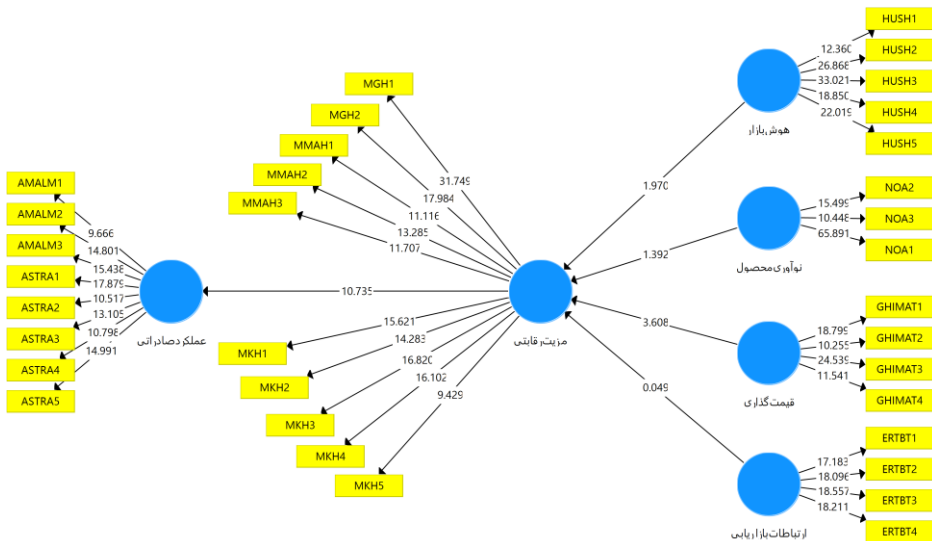 HUSH1
HUSH2
HUSH3
HUSH4
HUSH5
12.360
26.866
33.021
18.850
22.019
هوش بازار
MGH1
MGH2
MMAH1
MMAH2
MMAH3
31.749
17.984
11.116
13.285
11.707
1.970
NOA2
NOA3
NOA1
15.499
10.446
65.891
نوآوری محصول
1.392
AMALM1
AMALM2
AMALM3
ASTRA1
ASTRA2
ASTRA3
ASTRA4
ASTRA5
9.666
14.801
15.438
17.879
10.517
13.105
10.796
14.991
عملکرد صادراتی
10.735
مزیت رقابتی
3.608
0.049
GHIMAT1
GHIMAT2
GHIMAT3
GHIMAT4
18.799
10.255
24.539
11.541
قیمت گذاری
15.621
14.283
16.820
16.102
9.429
MKH1
MKH2
MKH3
MKH4
MKH5
ERTBT1
ERTBT2
ERTBT3
ERTBT4
17.183
18.096
18.557
18.211
ارتباطات بازاریابی